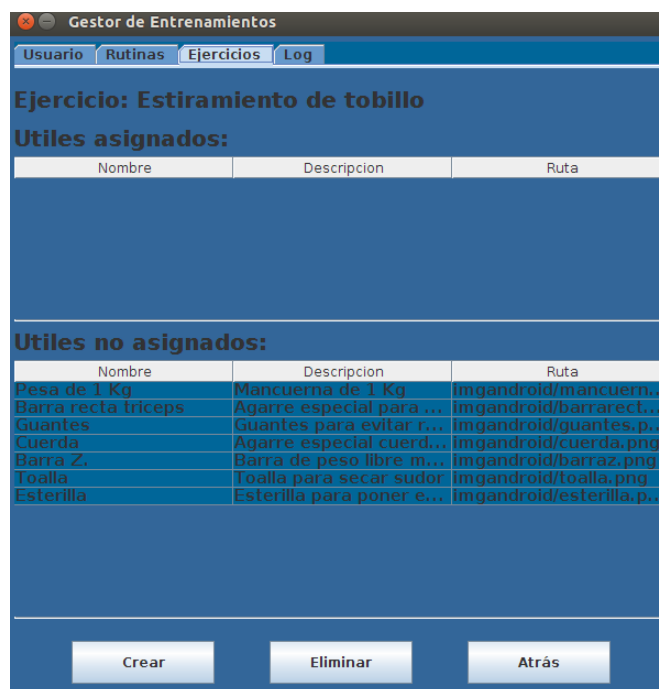 Gestor de Entrenamientos
Usuario Rutinas Ejercicios Log
Ejercicio: Estiramiento de tobillo
Utiles asignados:
Nombre Descripcion Ruta
Utiles no asignados:
Nombre Descripcion Ruta
Pesa de 1 Kg Mancuerna de 1 Kg imgandroid/mancuern...
Barra recta triceps Agarre especial para ... imgandroid/barrarect...
Guantes Guantes para evitar r... imgandroid/guantes.p...
Cuerda Agarre especial cuerd... imgandroid/cuerda.png
Barra Z. Barra de peso libre m... imgandroid/barraz.png
Toalla Toalla para secar sudor imgandroid/toalla.png
Esterilla Esterilla para poner e... imgandroid/esterilla.p...
Crear Eliminar Atrás